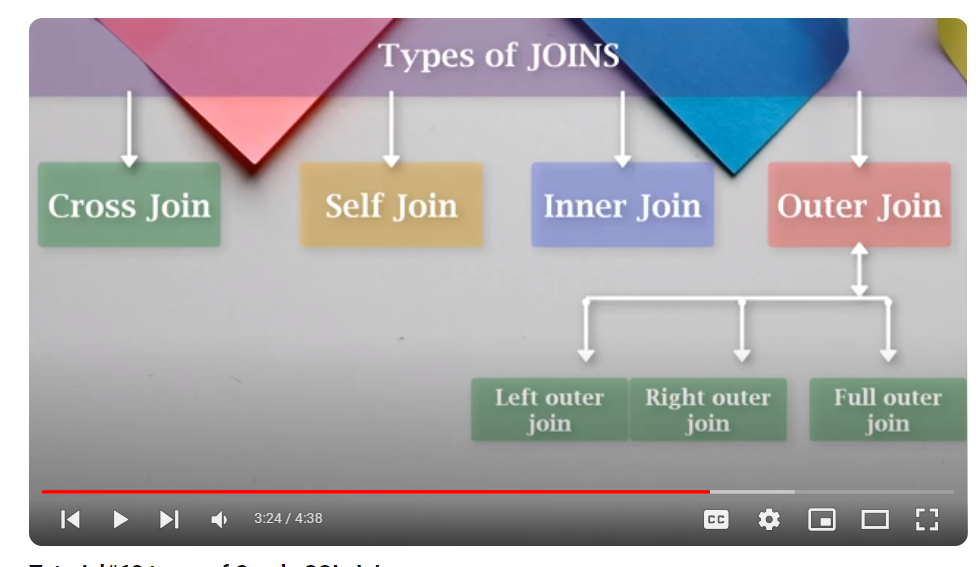 Types of JOINS
Cross Join
Self Join
Inner Join
Outer Join
Left outer
join
Right outer
join
Full outer
join
3:24 / 4:38
CC